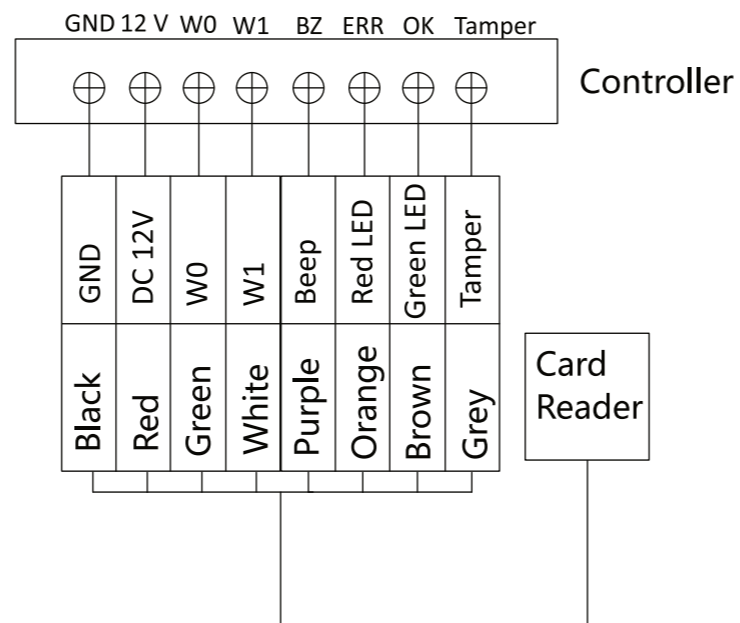 GND 12 V W0 W1 BZ ERR OK Tamper
Controller
GND
DC 12V
W0
W1
Beep
Red LED
Green LED
Tamper
Black
Red
Green
White
Purple
Orange
Brown
Grey
Card
Reader